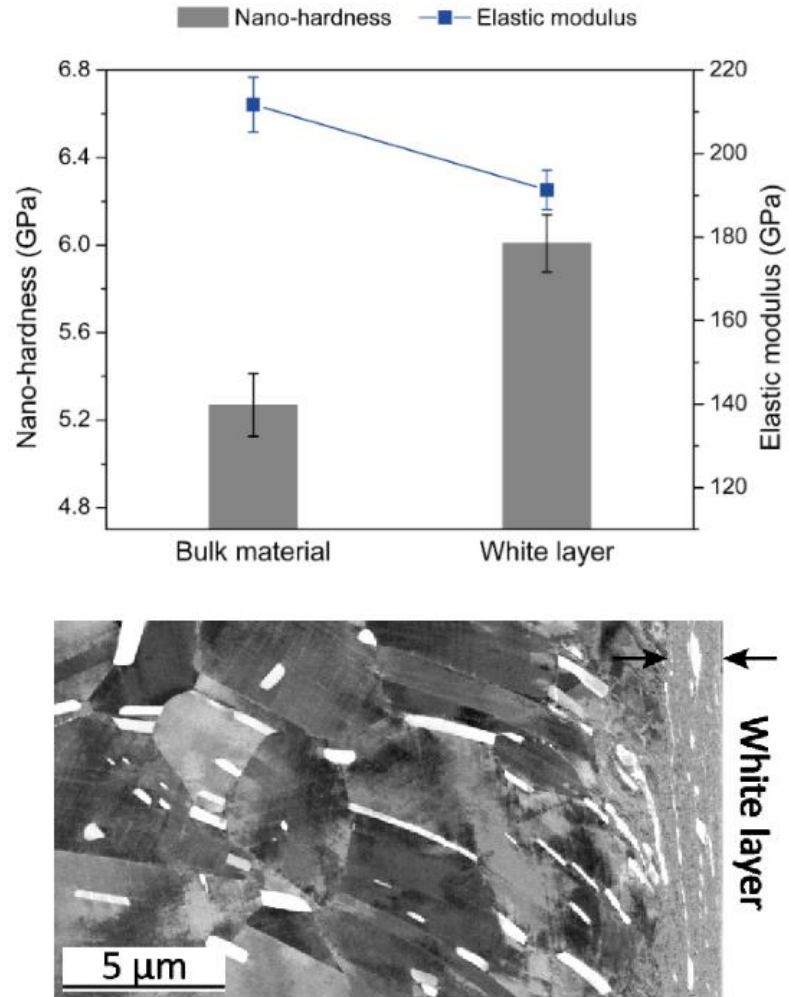 Nano-hardness Elastic modulus
Nano-hardness (GPa)
6.8
6.4
6.0
5.6
5.2
4.8
220
200
180
160
140
120
Elastic modulus (GPa)
Bulk material White layer
White layer
5 μm